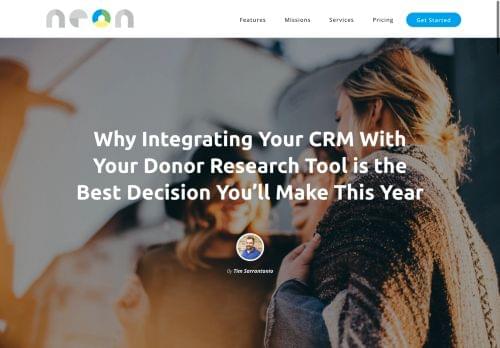 neon
Features
Missions
Services
Pricing
Get Started
Why Integrating Your CRM With
Your Donor Research Tool is the
Best Decision You'll Make This Year
By Tim Sarrantonio